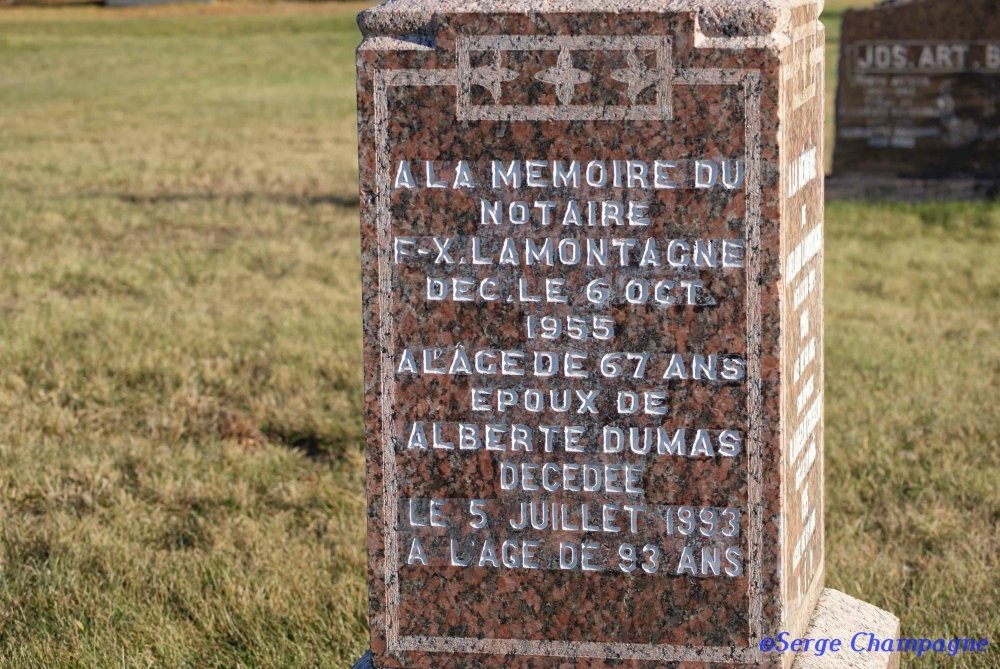 A LA MEMOIRE DU
NOTAIRE
F-X. LAMONTAGNE
DEC. LE 6 OCT.
1955
A L'ÂGE DE 67 ANS
EPOUX DE
ALBERTE DUMAS
DECEDEE
LE 5 JUILLET 1993
A L'AGE DE 93 ANS
JOS. ART. B
©Serge Champagne